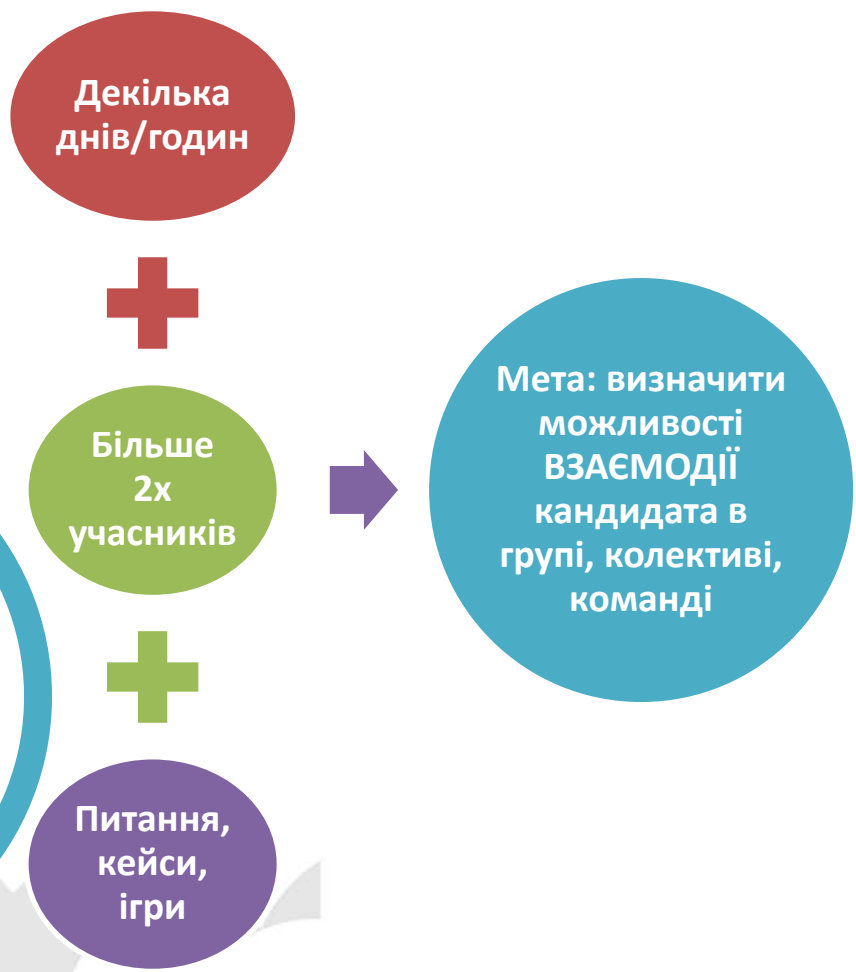 Декілька
днів/годин
Більше
2х
учасників
Питання,
кейси,
ігри
Мета: визначити
можливості
ВЗАЄМОДІЇ
кандидата в
групі, колективі,
команді